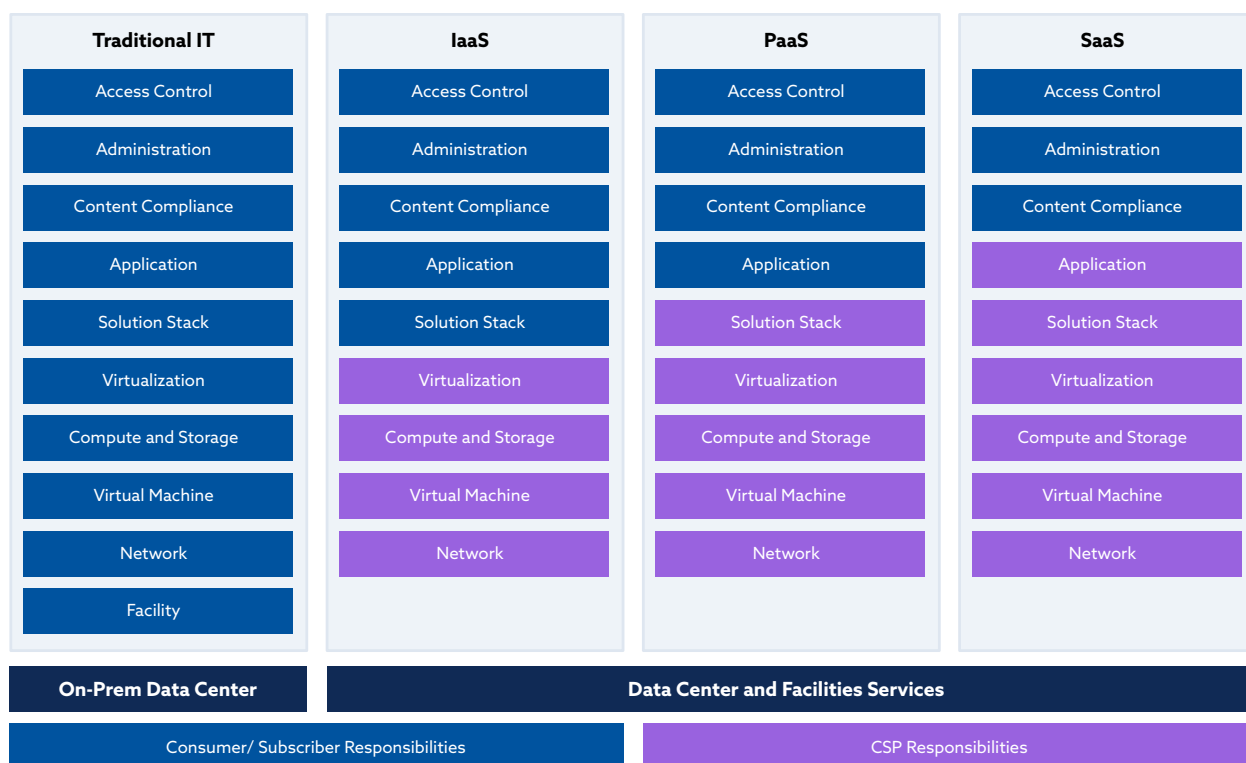 Traditional IT
Access Control
Administration
Content Compliance
Application
Solution Stack
Virtualization
Compute and Storage
Virtual Machine
Network
Facility
IaaS
Access Control
Administration
Content Compliance
Application
Solution Stack
Virtualization
Compute and Storage
Virtual Machine
Network
PaaS
Access Control
Administration
Content Compliance
Application
Solution Stack
Virtualization
Compute and Storage
Virtual Machine
Network
SaaS
Access Control
Administration
Content Compliance
Application
Solution Stack
Virtualization
Compute and Storage
Virtual Machine
Network
On-Prem Data Center
Data Center and Facilities Services
Consumer/ Subscriber Responsibilities
CSP Responsibilities